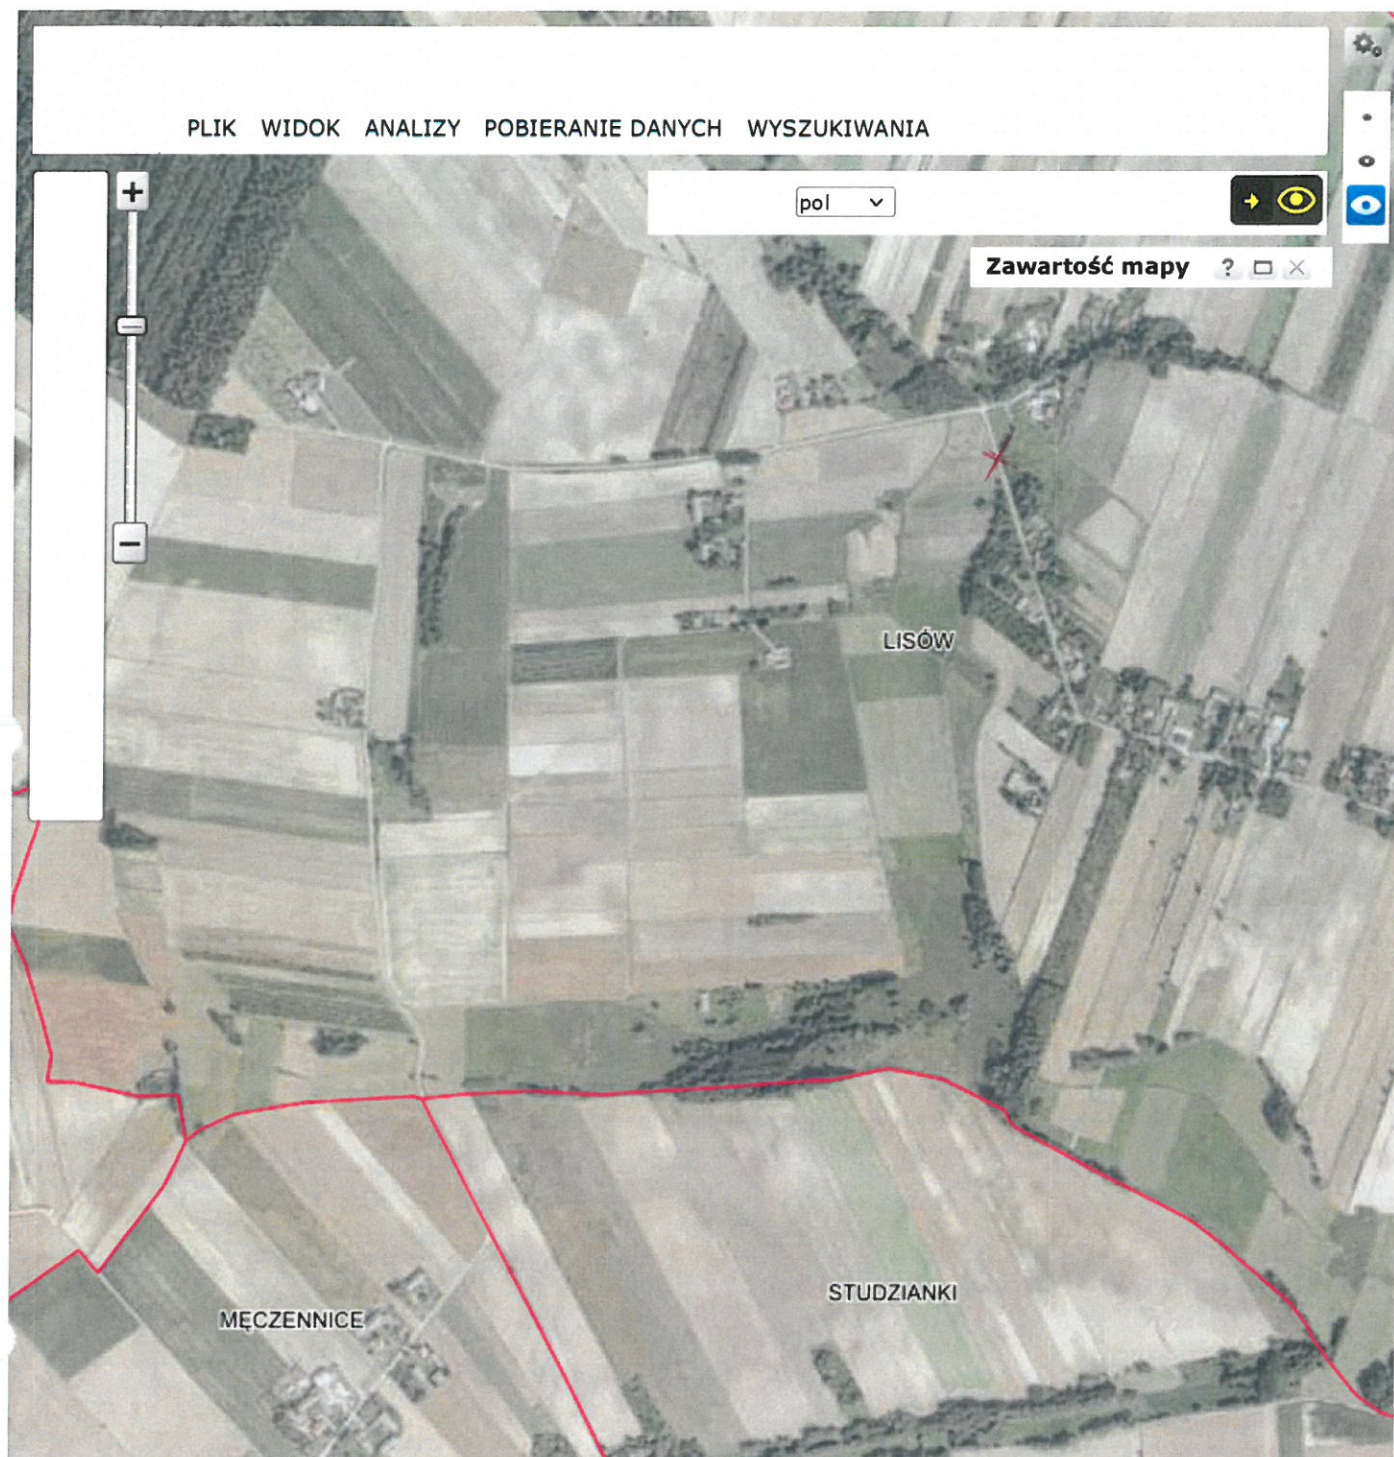 PLIK WIDOK ANALIZY POBIERANIE DANYCH WYSZUKIWANIA
pol
Zawartość mapy ?
LISÓW
STUDZIANKI
MĘCZENNICE